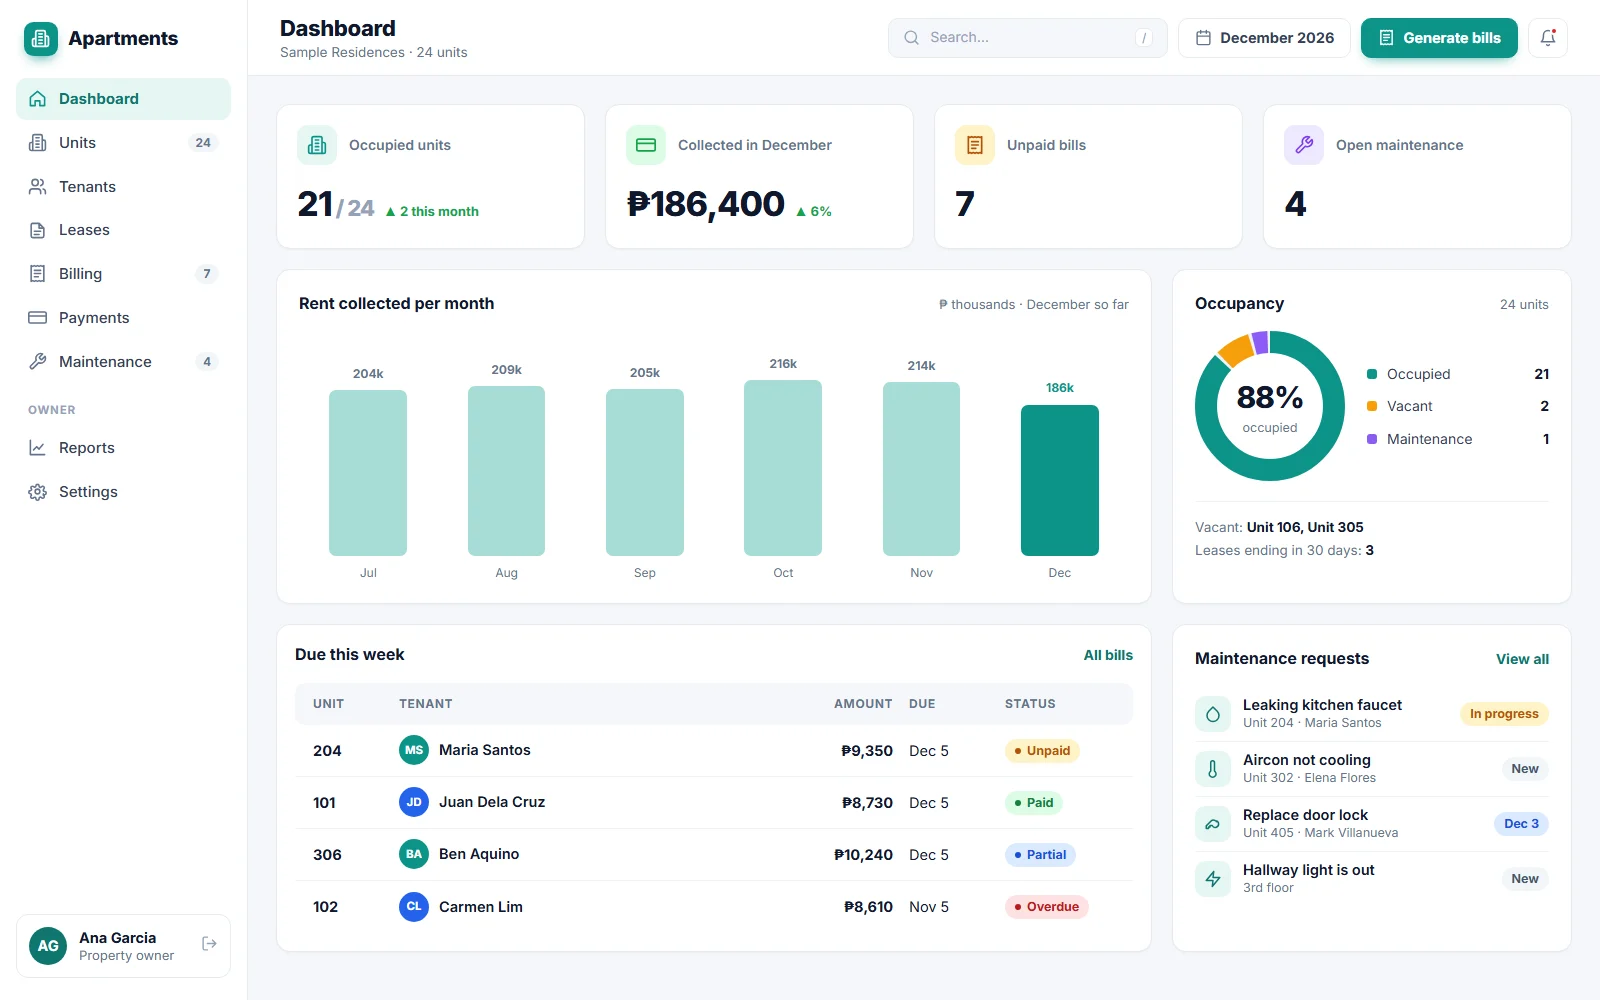 Apartments
Dashboard
Units 24
Tenants
Leases
Billing 7
Payments
Maintenance 4
OWNER
Reports
Settings
AG
Ana Garcia
Property owner
Dashboard
Sample Residences · 24 units
Search... /
December 2026
Generate bills
Occupied units
21 / 24 ▲ 2 this month
Collected in December
₱186,400 ▲ 6%
Unpaid bills
7
Open maintenance
4
Rent collected per month
₱ thousands · December so far
204k 209k 205k 216k 214k 186k
Jul Aug Sep Oct Nov Dec
Occupancy
24 units
88%
occupied
Occupied 21
Vacant 2
Maintenance 1
Vacant: Unit 106, Unit 305
Leases ending in 30 days: 3
Due this week
All bills
UNIT TENANT AMOUNT DUE STATUS
204 MS Maria Santos ₱9,350 Dec 5 Unpaid
101 JD Juan Dela Cruz ₱8,730 Dec 5 Paid
306 BA Ben Aquino ₱10,240 Dec 5 Partial
102 CL Carmen Lim ₱8,610 Nov 5 Overdue
Maintenance requests
View all
Leaking kitchen faucet
Unit 204 · Maria Santos
In progress
Aircon not cooling
Unit 302 · Elena Flores
New
Replace door lock
Unit 405 · Mark Villanueva
Dec 3
Hallway light is out
3rd floor
New